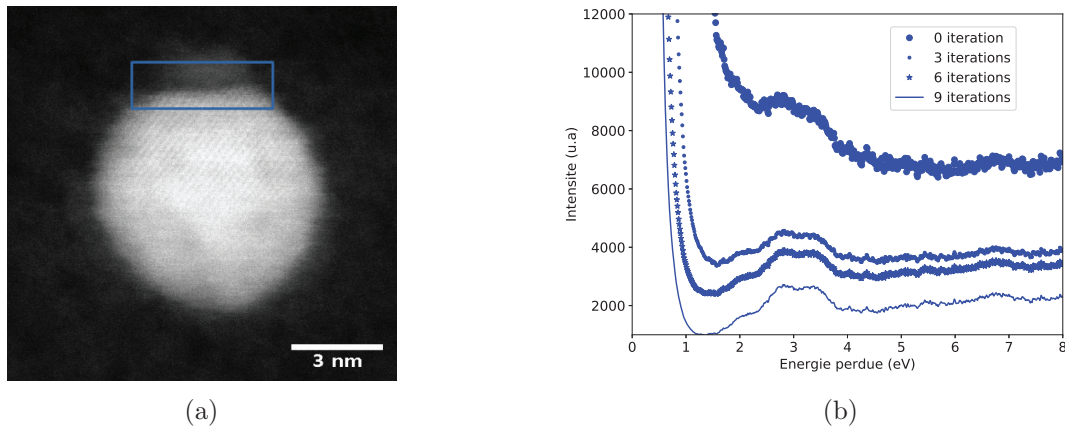 3 nm
(a)
12000
10000
8000
6000
4000
2000
Intensite (u.a)
0 iteration
3 iterations
6 iterations
9 iterations
0 1 2 3 4 5 6 7 8
Energie perdue (eV)
(b)